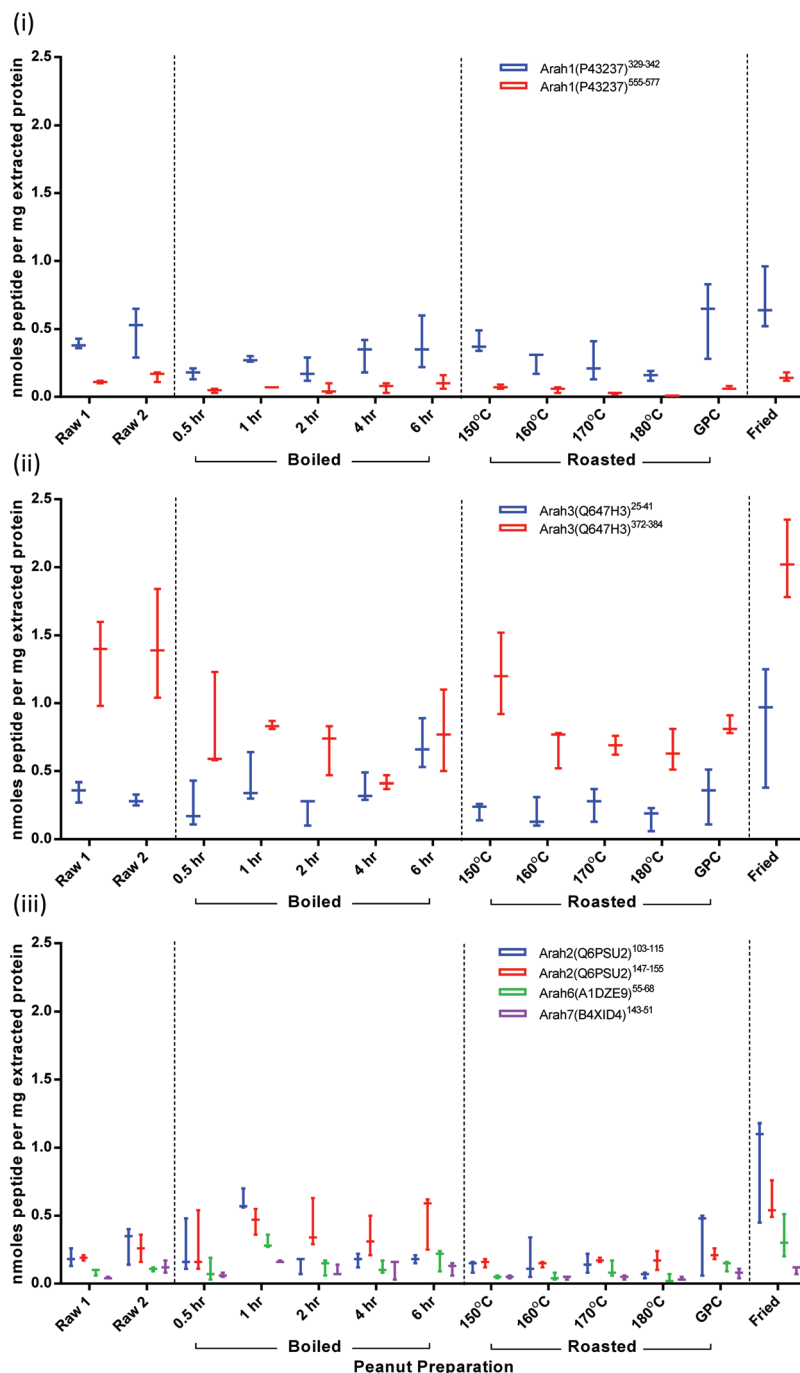 (i)
nmoles peptide per mg extracted protein
2.5
2.0
1.5
1.0
0.5
0.0
Arah1(P43237)329-342
Arah1(P43237)555-577
Raw 1
Raw 2
0.5 hr
1 hr
2 hr
4 hr
6 hr
150°C
160°C
170°C
180°C
GPC
Fried
Boiled
Roasted
(ii)
nmoles peptide per mg extracted protein
2.5
2.0
1.5
1.0
0.5
0.0
Arah3(Q647H3)25-41
Arah3(Q647H3)372-384
Raw 1
Raw 2
0.5 hr
1 hr
2 hr
4 hr
6 hr
150°C
160°C
170°C
180°C
GPC
Fried
Boiled
Roasted
(iii)
nmoles peptide per mg extracted protein
2.5
2.0
1.5
1.0
0.5
0.0
Arah2(Q6PSU2)103-115
Arah2(Q6PSU2)147-155
Arah6(A1DZE9)55-68
Arah7(B4XID4)143-51
Raw 1
Raw 2
0.5 hr
1 hr
2 hr
4 hr
6 hr
150°C
160°C
170°C
180°C
GPC
Fried
Boiled
Roasted
Peanut Preparation